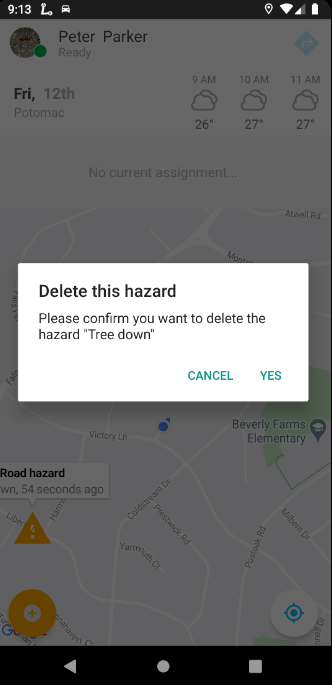 9:13
Peter Parker
Ready
Fri, 12th
Potomac
9 AM 10 AM 11 AM
26° 27° 27°
No current assignment...
Atwell Rd
Delete this hazard
Please confirm you want to delete the
hazard "Tree down"
CANCEL YES
Beverly Farms
Elementary
Victory Ln
Road hazard
wn, 54 seconds ago
Coldstream Dr
Prestwick Rd
Milbern Dr
Yarmouth Ct
Postoak Rd